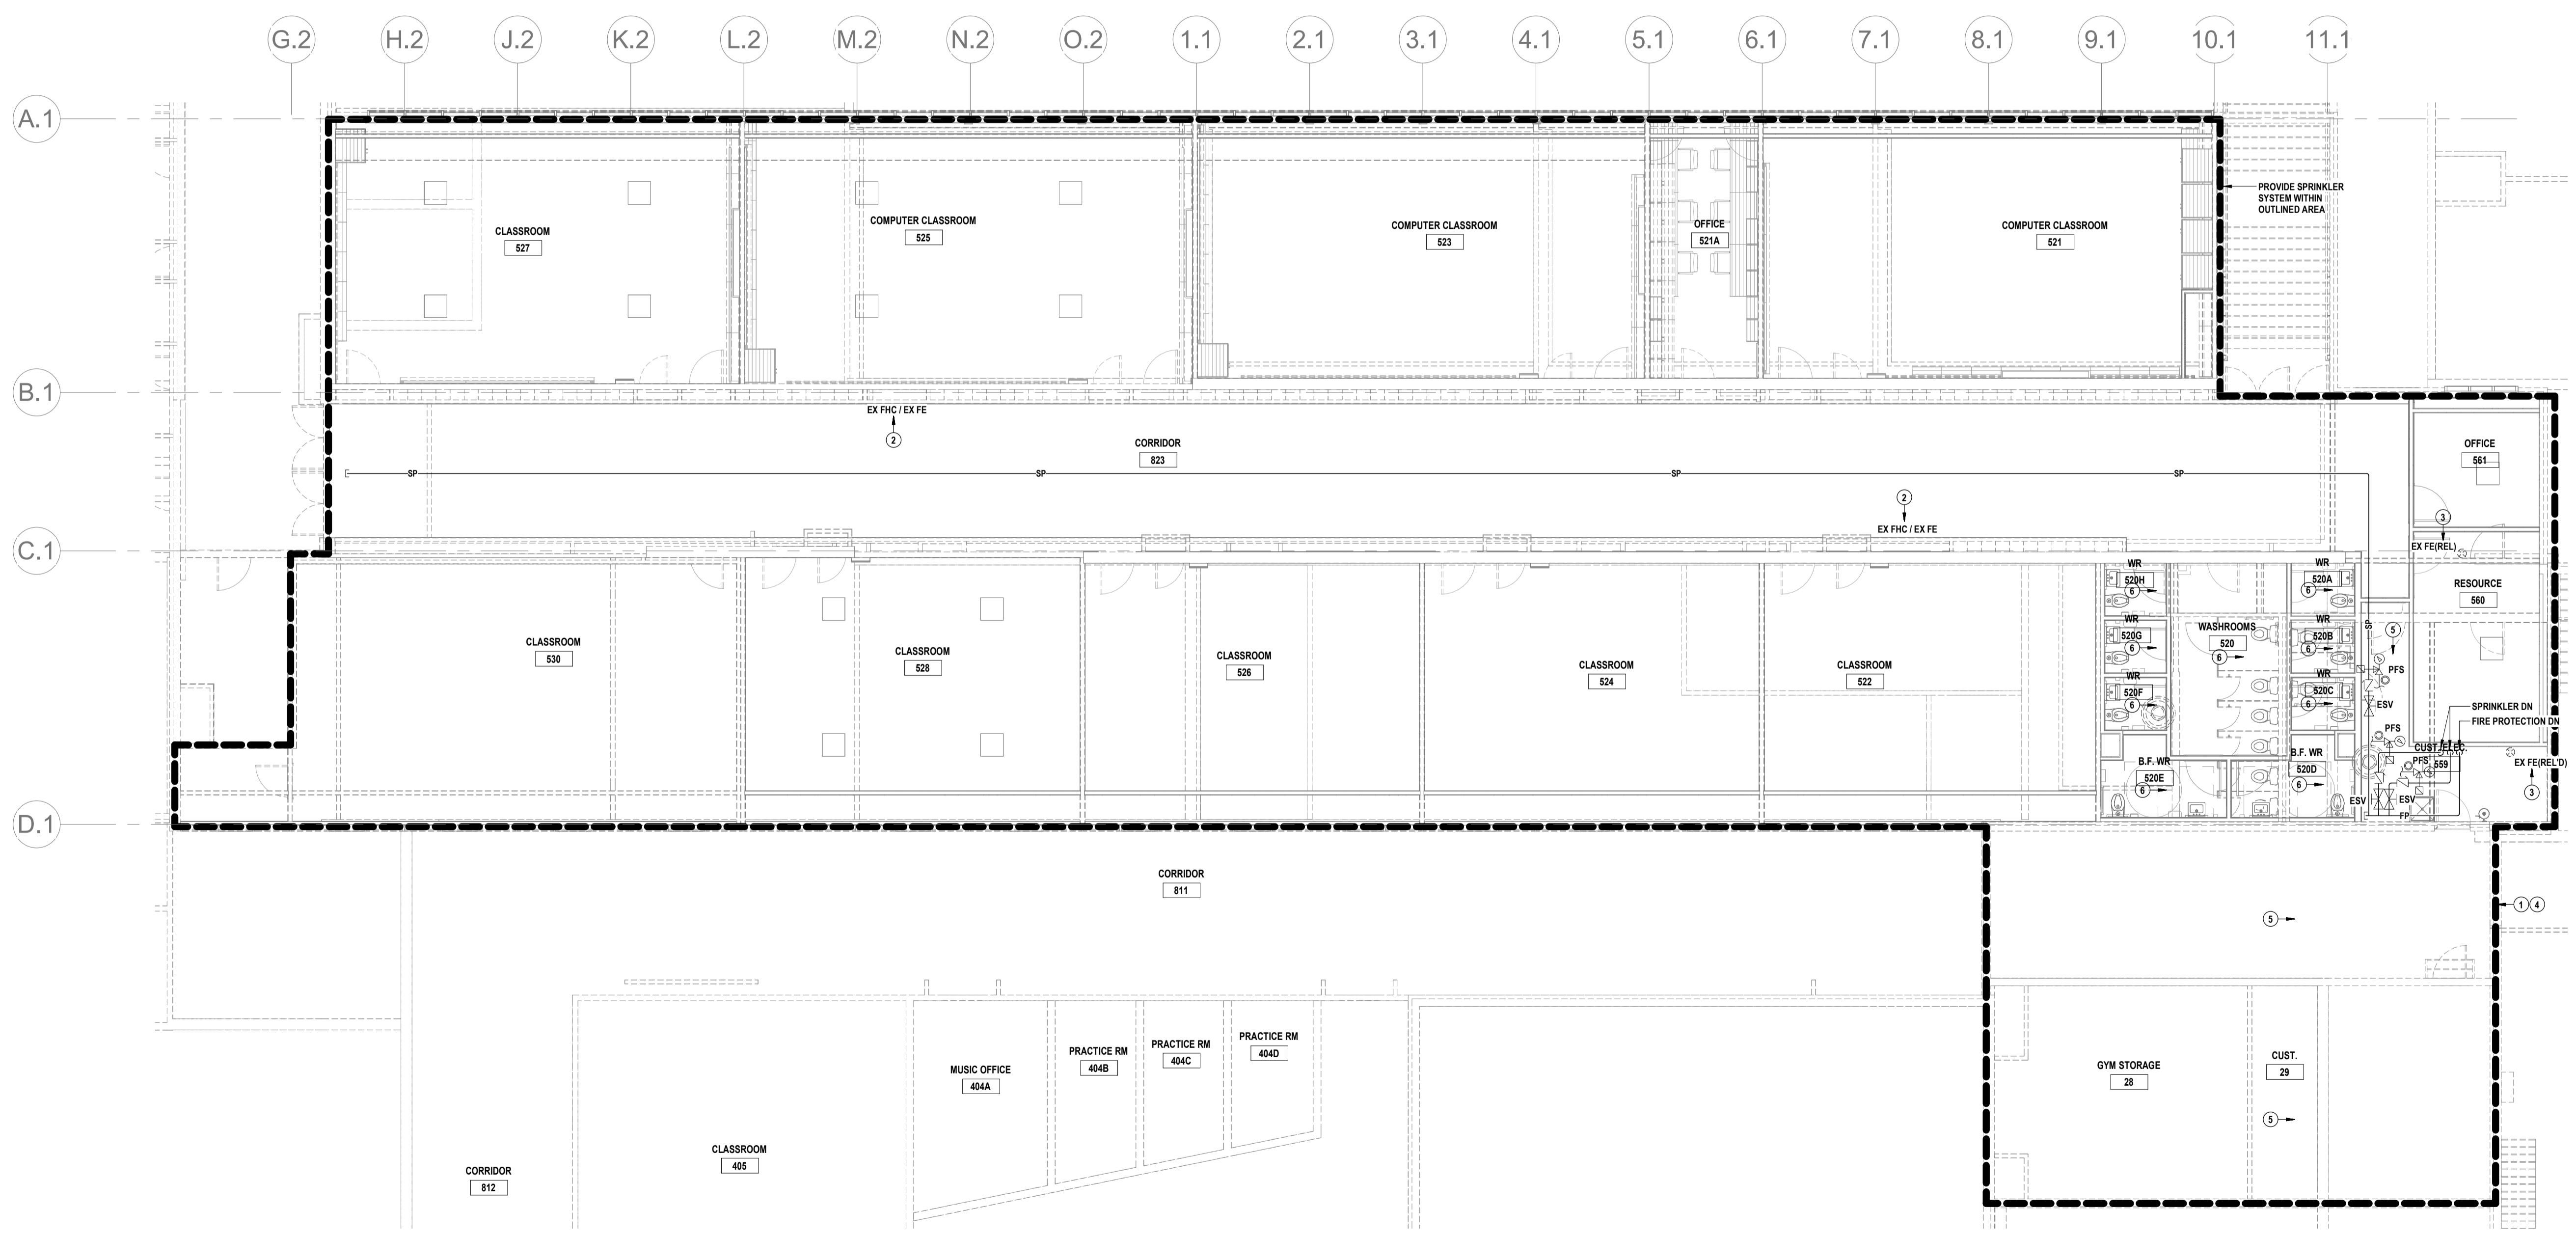 G.2 H.2 J.2 K.2 L.2 M.2 N.2 O.2 1.1 2.1 3.1 4.1 5.1 6.1 7.1 8.1 9.1 10.1 11.1
A.1
PROVIDE SPRINKLER
SYSTEM WITHIN
OUTLINED AREA
CLASSROOM
527
COMPUTER CLASSROOM
525
COMPUTER CLASSROOM
523
OFFICE
521A
COMPUTER CLASSROOM
521
B.1
EX FHC / EX FE
2
CORRIDOR
823
OFFICE
561
SP SP SP SP
2
EX FHC / EX FE
3
EX FE(REL)
C.1
WR
520H
6
WR
520A
6
RESOURCE
560
CLASSROOM
530
CLASSROOM
528
CLASSROOM
526
CLASSROOM
524
CLASSROOM
522
WR
520G
6
WASHROOMS
520
6
WR
520B
6
SP
5
PFS
WR
520F
6
WR
520C
6
ESV
SPRINKLER DN
FIRE PROTECTION DN
PFS
CUST./ELEC.
559
PFS
B.F. WR
520E
6
B.F. WR
520D
6
EX FE(REL'D)
3
ESV
ESV
FP
D.1
CORRIDOR
811
1 4
5
MUSIC OFFICE
404A
PRACTICE RM
404B
PRACTICE RM
404C
PRACTICE RM
404D
GYM STORAGE
28
CUST.
29
5
CLASSROOM
405
CORRIDOR
812